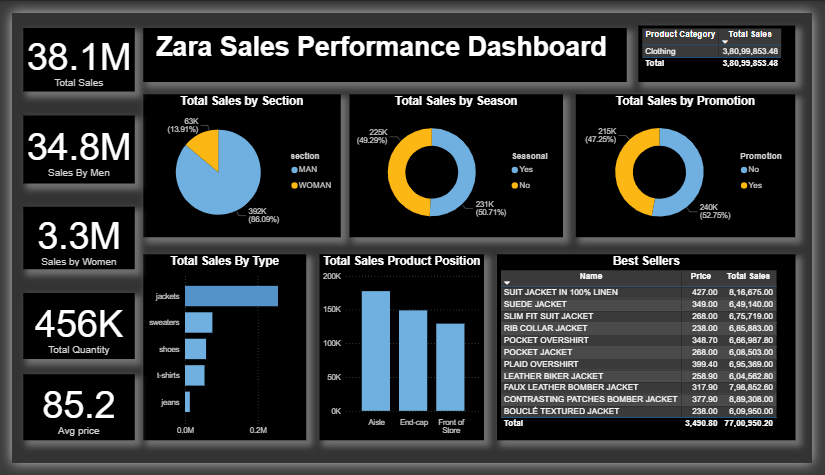 Zara Sales Performance Dashboard
38.1M
Total Sales
34.8M
Sales By Men
3.3M
Sales by Women
456K
Total Quantity
85.2
Avg price
Product Category Total Sales
Clothing 3,80,99,853.48
Total 3,80,99,853.48
Total Sales by Section
63K
(13.91%)
392K
(86.09%)
section
MAN
WOMAN
Total Sales by Season
225K
(49.29%)
231K
(50.71%)
Seasonal
Yes
No
Total Sales by Promotion
215K
(47.25%)
240K
(52.75%)
Promotion
No
Yes
Total Sales By Type
jackets
sweaters
shoes
t-shirts
jeans
0.0M 0.2M
Total Sales Product Position
200K
150K
100K
50K
0K
Aisle End-cap Front of
Store
Best Sellers
Name Price Total Sales
SUIT JACKET IN 100% LINEN 427.00 8,16,675.00
SUEDE JACKET 349.00 6,49,140.00
SLIM FIT SUIT JACKET 268.00 6,75,719.00
RIB COLLAR JACKET 238.00 6,85,883.00
POCKET OVERSHIRT 348.70 6,66,987.80
POCKET JACKET 268.00 6,08,503.00
PLAID OVERSHIRT 399.40 6,95,369.00
LEATHER BIKER JACKET 258.90 6,04,562.80
FAUX LEATHER BOMBER JACKET 317.90 7,98,852.60
CONTRASTING PATCHES BOMBER JACKET 377.90 8,89,308.00
BOUCLÉ TEXTURED JACKET 238.00 6,09,950.00
Total 3,490.80 77,00,950.20